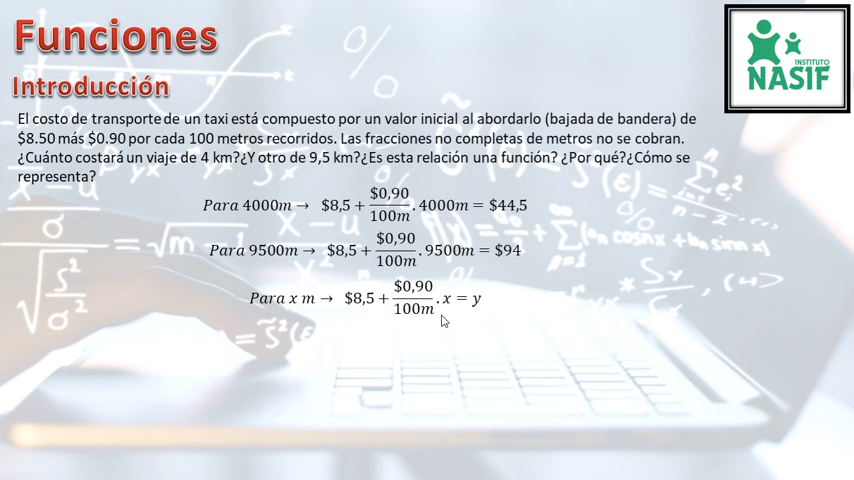 Funciones
Introducción
INSTITUTO
NASIF
El costo de transporte de un taxi está compuesto por un valor inicial al abordarlo (bajada de bandera) de
$8.50 más $0.90 por cada 100 metros recorridos. Las fracciones no completas de metros no se cobran.
¿Cuánto costará un viaje de 4 km?¿Y otro de 9,5 km?¿Es esta relación una función? ¿Por qué?¿Cómo se
representa?
Para 4000m → $8,5 + $0,90/100m . 4000m = $44,5
Para 9500m → $8,5 + $0,90/100m . 9500m = $94
Para x m → $8,5 + $0,90/100m . x = y